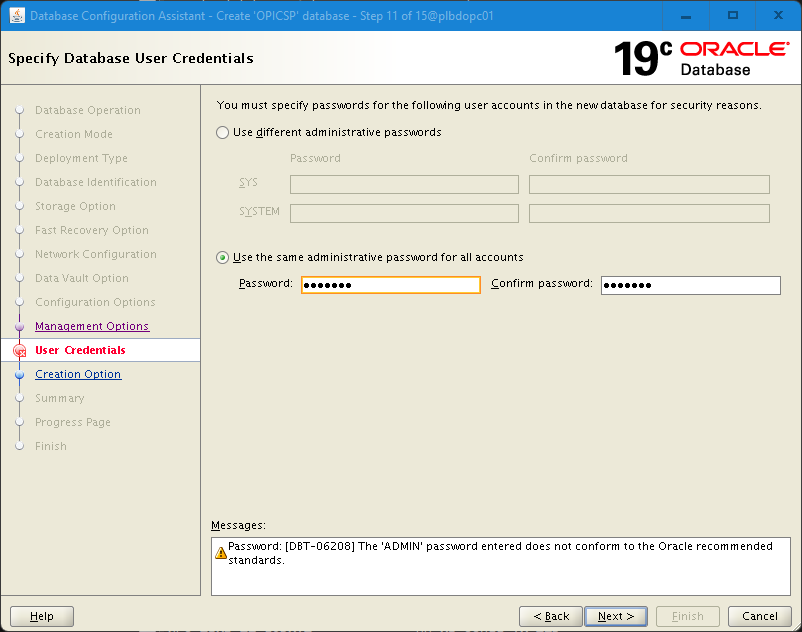 Database Configuration Assistant - Create 'OPICSP' database - Step 11 of 15@plbdopc01
Specify Database User Credentials
19c ORACLE
Database
Database Operation
Creation Mode
Deployment Type
Database Identification
Storage Option
Fast Recovery Option
Network Configuration
Data Vault Option
Configuration Options
Management Options
User Credentials
Creation Option
Summary
Progress Page
Finish
You must specify passwords for the following user accounts in the new database for security reasons.
Use different administrative passwords
Password Confirm password
SYS
SYSTEM
Use the same administrative password for all accounts
Password: ●●●●●●● Confirm password: ●●●●●●●
Messages:
Password: [DBT-06208] The 'ADMIN' password entered does not conform to the Oracle recommended
standards.
Help < Back Next > Finish Cancel